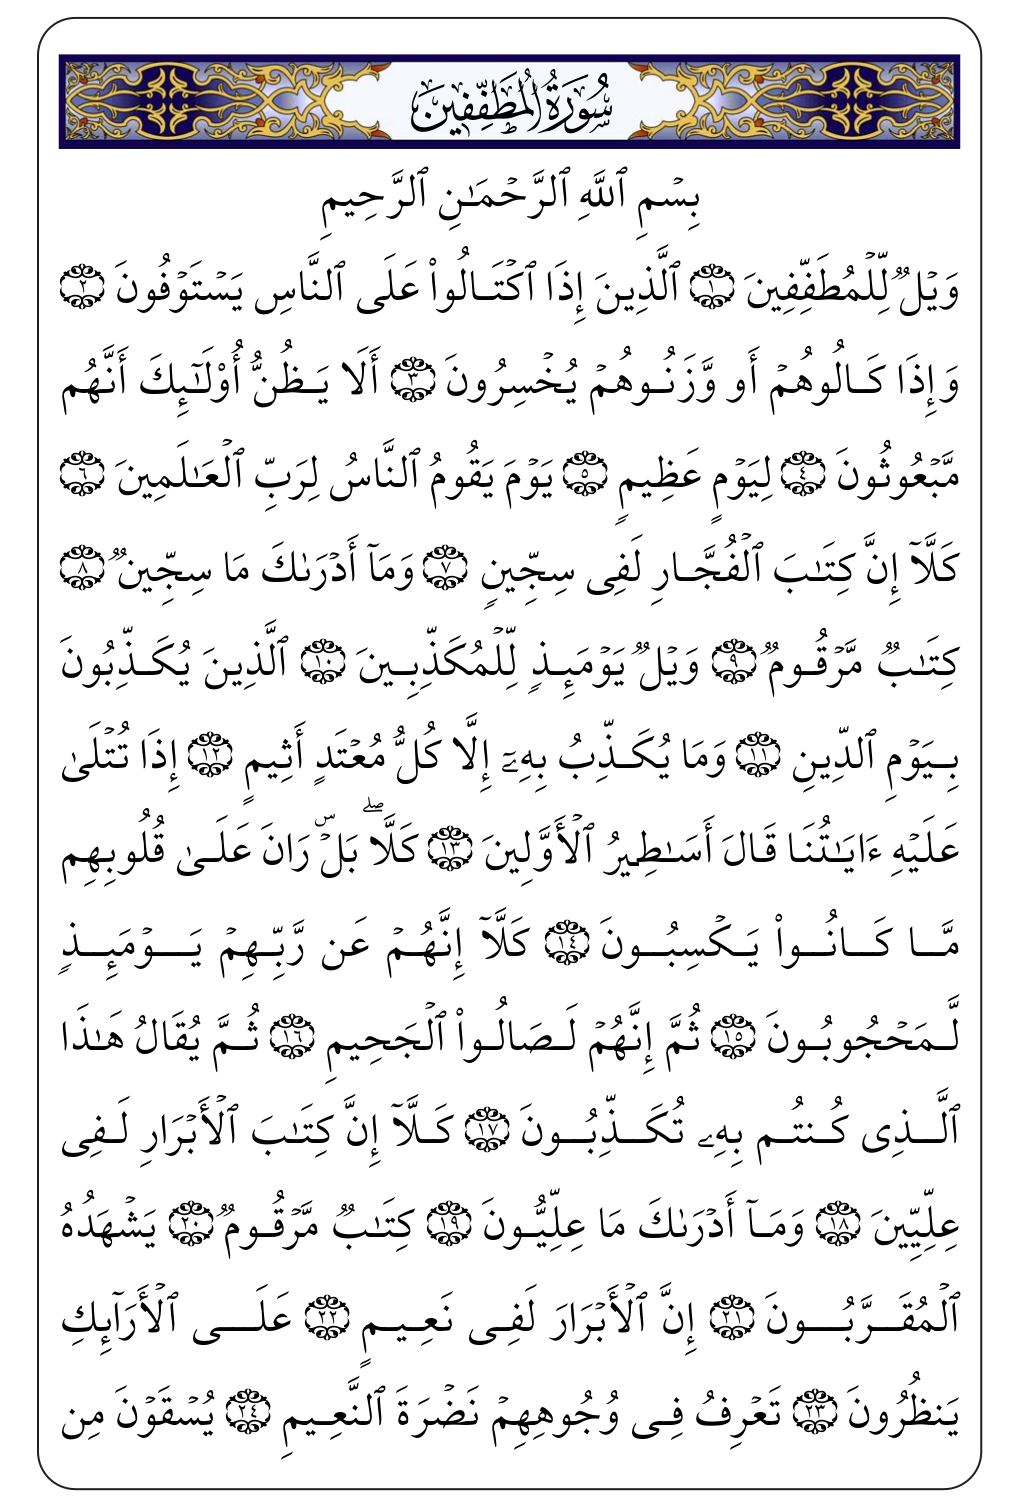 سُورَةُ المُطَفِّفِينَ
بِسۡمِ ٱللَّهِ ٱلرَّحۡمَـٰنِ ٱلرَّحِيمِ
وَيۡلٞ لِّلۡمُطَفِّفِينَ ١ ٱلَّذِينَ إِذَا ٱكۡتَالُواْ عَلَى ٱلنَّاسِ يَسۡتَوۡفُونَ ٢
وَإِذَا كَالُوهُمۡ أَو وَّزَنُوهُمۡ يُخۡسِرُونَ ٣ أَلَا يَظُنُّ أُوْلَـٰٓئِكَ أَنَّهُم
مَّبۡعُوثُونَ ٤ لِيَوۡمٍ عَظِيمٖ ٥ يَوۡمَ يَقُومُ ٱلنَّاسُ لِرَبِّ ٱلۡعَـٰلَمِينَ ٦
كَلَّآ إِنَّ كِتَـٰبَ ٱلۡفُجَّارِ لَفِى سِجِّينٖ ٧ وَمَآ أَدۡرَىٰكَ مَا سِجِّينٞ ٨
كِتَـٰبٞ مَّرۡقُومٞ ٩ وَيۡلٞ يَوۡمَئِذٖ لِّلۡمُكَذِّبِينَ ١٠ ٱلَّذِينَ يُكَذِّبُونَ
بِيَوۡمِ ٱلدِّينِ ١١ وَمَا يُكَذِّبُ بِهِۦٓ إِلَّا كُلُّ مُعۡتَدٍ أَثِيمٍ ١٢ إِذَا تُتۡلَىٰ
عَلَيۡهِ ءَايَـٰتُنَا قَالَ أَسَـٰطِيرُ ٱلۡأَوَّلِينَ ١٣ كَلَّاۖ بَلۡۜ رَانَ عَلَىٰ قُلُوبِهِم
مَّا كَانُواْ يَكۡسِبُونَ ١٤ كَلَّآ إِنَّهُمۡ عَن رَّبِّهِمۡ يَوۡمَئِذٖ
لَّمَحۡجُوبُونَ ١٥ ثُمَّ إِنَّهُمۡ لَصَالُواْ ٱلۡجَحِيمِ ١٦ ثُمَّ يُقَالُ هَـٰذَا
ٱلَّذِى كُنتُم بِهِۦ تُكَذِّبُونَ ١٧ كَلَّآ إِنَّ كِتَـٰبَ ٱلۡأَبۡرَارِ لَفِى
عِلِّيِّينَ ١٨ وَمَآ أَدۡرَىٰكَ مَا عِلِّيُّونَ ١٩ كِتَـٰبٞ مَّرۡقُومٞ ٢٠ يَشۡهَدُهُ
ٱلۡمُقَرَّبُونَ ٢١ إِنَّ ٱلۡأَبۡرَارَ لَفِى نَعِيمٍ ٢٢ عَلَى ٱلۡأَرَآئِكِ
يَنظُرُونَ ٢٣ تَعۡرِفُ فِى وُجُوهِهِمۡ نَضۡرَةَ ٱلنَّعِيمِ ٢٤ يُسۡقَوۡنَ مِن